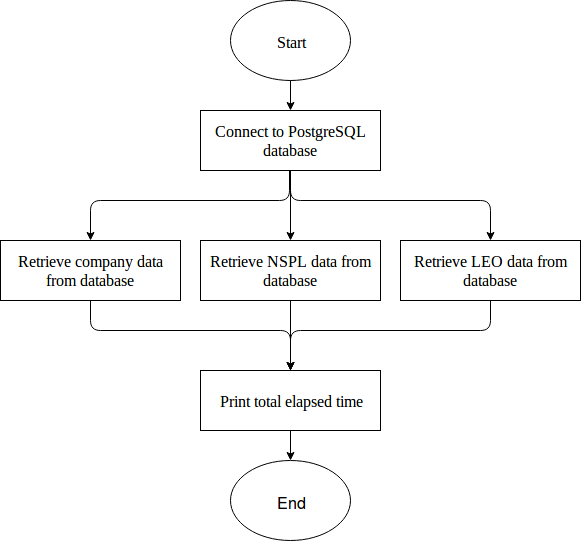 Start
Connect to PostgreSQL
database
Retrieve company data
from database
Retrieve NSPL data from
database
Retrieve LEO data from
database
Print total elapsed time
End